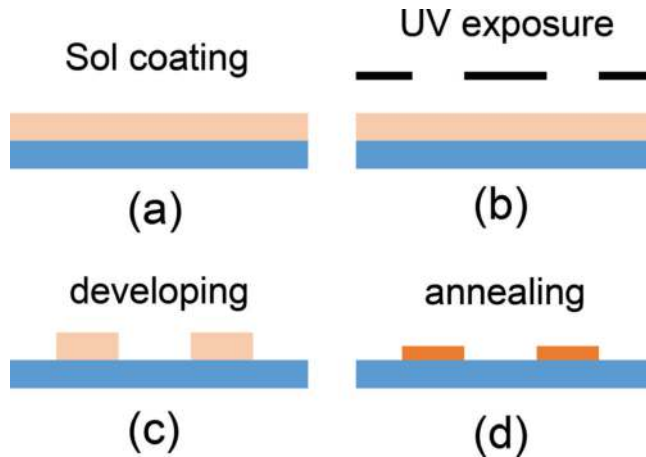 Sol coating
(a)
UV exposure
(b)
developing
(c)
annealing
(d)